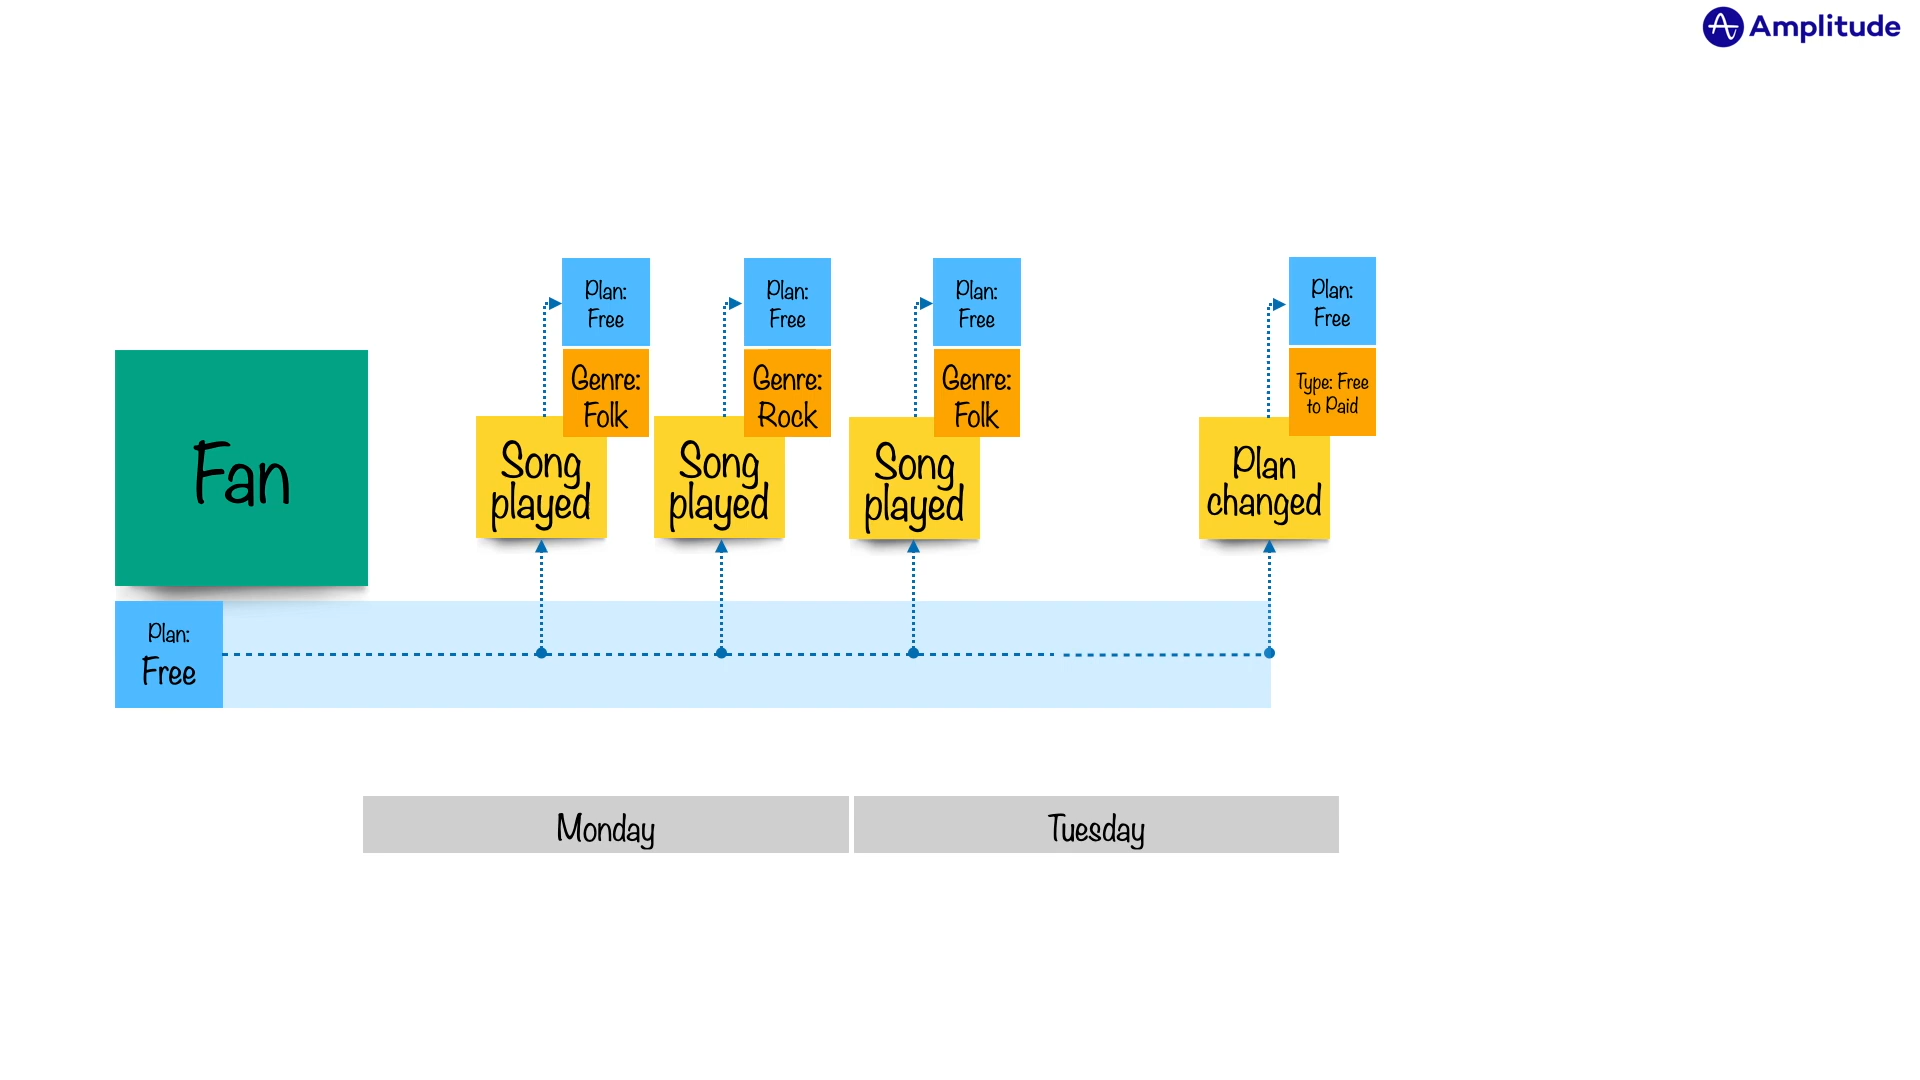 Amplitude
Plan:
Free
Plan:
Free
Plan:
Free
Plan:
Free
Genre:
Folk
Genre:
Rock
Genre:
Folk
Type: Free
to Paid
Fan
Song
played
Song
played
Song
played
Plan
changed
Plan:
Free
Monday
Tuesday